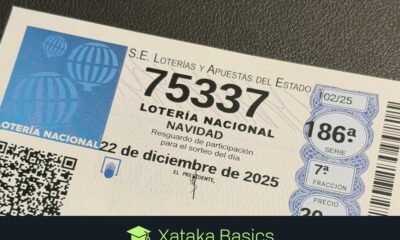 S.E. LOTERÍAS Y APUESTAS DEL ESTADO
75337
102/25
LOTERÍA NACIONAL
NAVIDAD
Resguardo de participación
para el sorteo del día
22 de diciembre de 2025
EL PRESIDENTE,
186ª
SERIE
7ª
FRACCIÓN
PRECIO
20
LOTERÍA NACIONAL
Xataka Basics